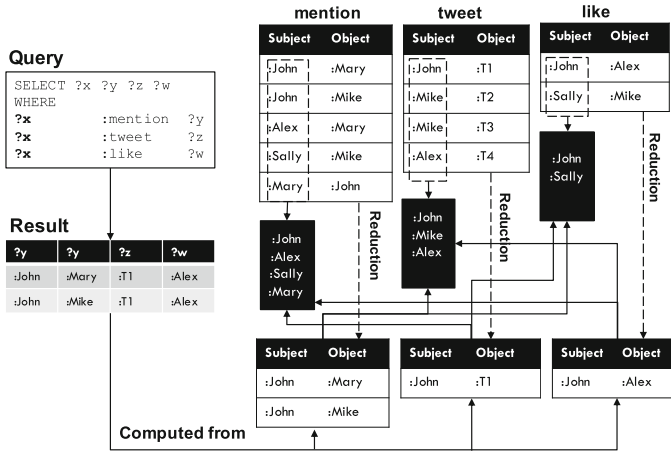 Query
SELECT ?x ?y ?z ?w
WHERE
?x :mention ?y
?x :tweet ?z
?x :like ?w
Result
?y ?y ?z ?w
:John :Mary :T1 :Alex
:John :Mike :T1 :Alex
mention
Subject Object
:John :Mary
:John :Mike
:Alex :Mary
:Sally :Mike
:Mary :John
tweet
Subject Object
:John :T1
:Mike :T2
:Mike :T3
:Alex :T4
like
Subject Object
:John :Alex
:Sally :Mike
:John
:Alex
:Sally
:Mary
Reduction
:John
:Mike
:Alex
Reduction
:John
:Sally
Reduction
Subject Object
:John :Mary
:John :Mike
Subject Object
:John :T1
Subject Object
:John :Alex
Computed from